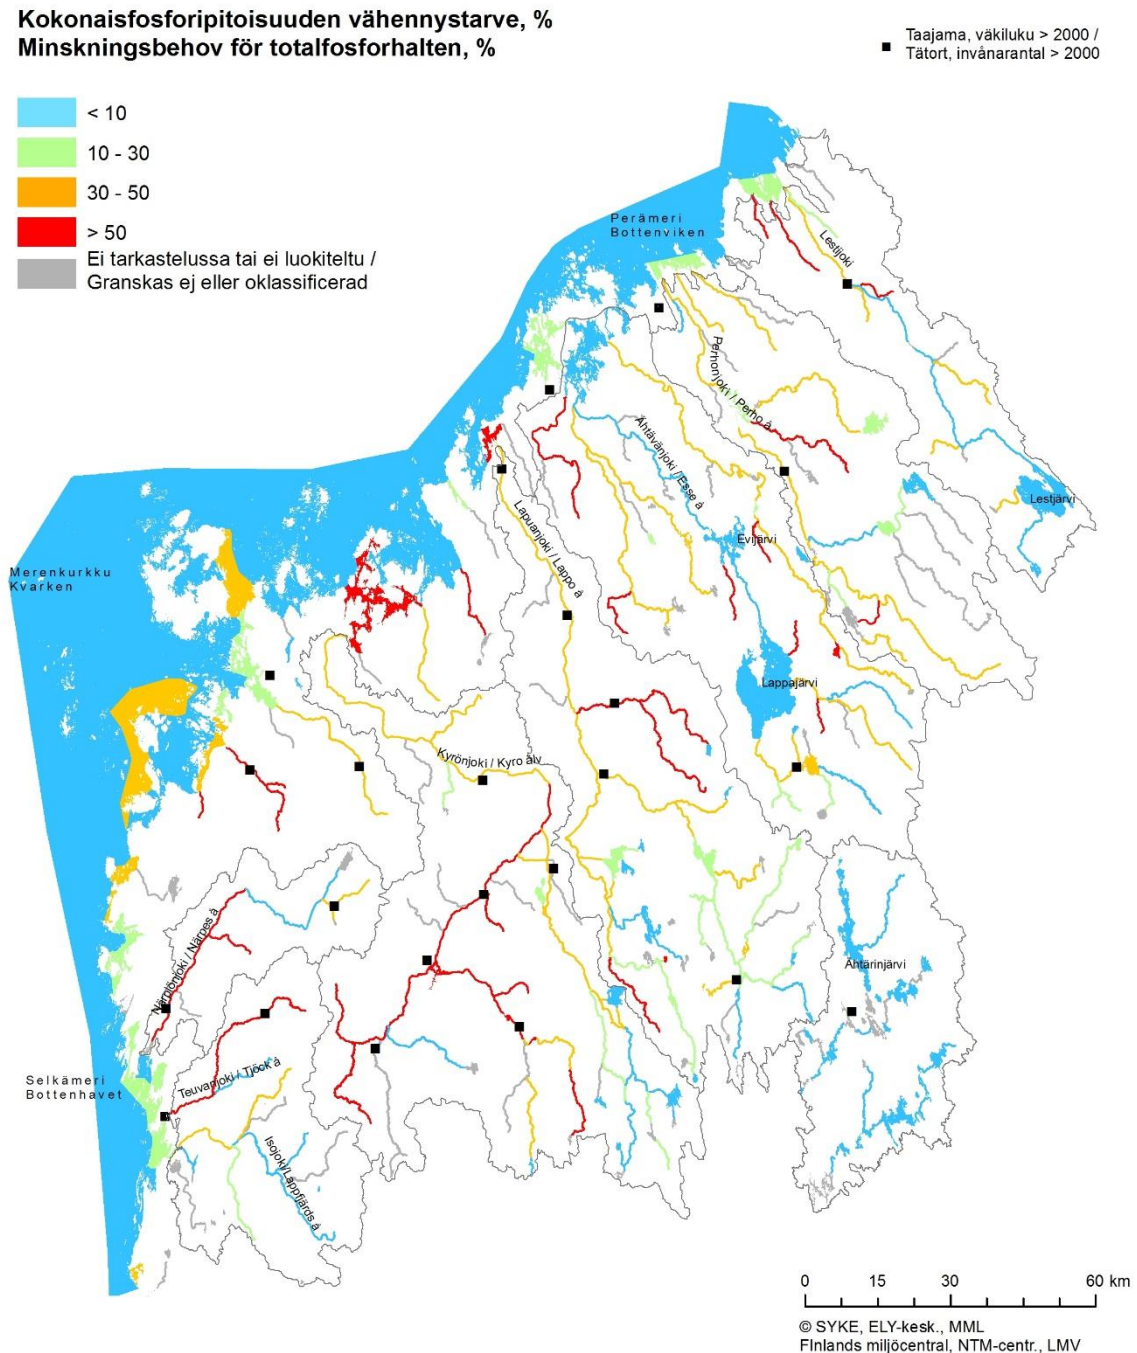 Kokonaisfosforipitoisuuden vähennystarve, %
Minskningsbehov för totalfosforhalten, %
Taajama, väkiluku > 2000 /
Tätort, invånarantal > 2000
< 10
10 - 30
30 - 50
> 50
Ei tarkastelussa tai ei luokiteltu /
Granskas ej eller oklassificerad
Perämeri
Bottenviken
Lestijoki
Perhonjoki / Perho å
Ähtävänjoki / Esse å
Lestjärvi
Lapuanjoki / Lappo å
Evijärvi
Merenkurkku
Kvarken
Lappajärvi
Kyrönjoki / Kyro älv
Närpiönjoki / Närpes å
Ähtärinjärvi
Selkämeri
Bottenhavet
Teuvanjoki / Tjöck å
Isojoki/Lappfjärds å
0 15 30 60 km
© SYKE, ELY-kesk., MML
FInlands miljöcentral, NTM-centr., LMV